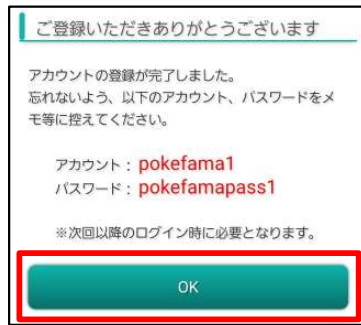 ご登録いただきありがとうございます
アカウントの登録が完了しました。
忘れないよう、以下のアカウント、パスワードをメ
モ等に控えてください。
アカウント：pokefama1
パスワード：pokefamapass1
※次回以降のログイン時に必要となります。
OK